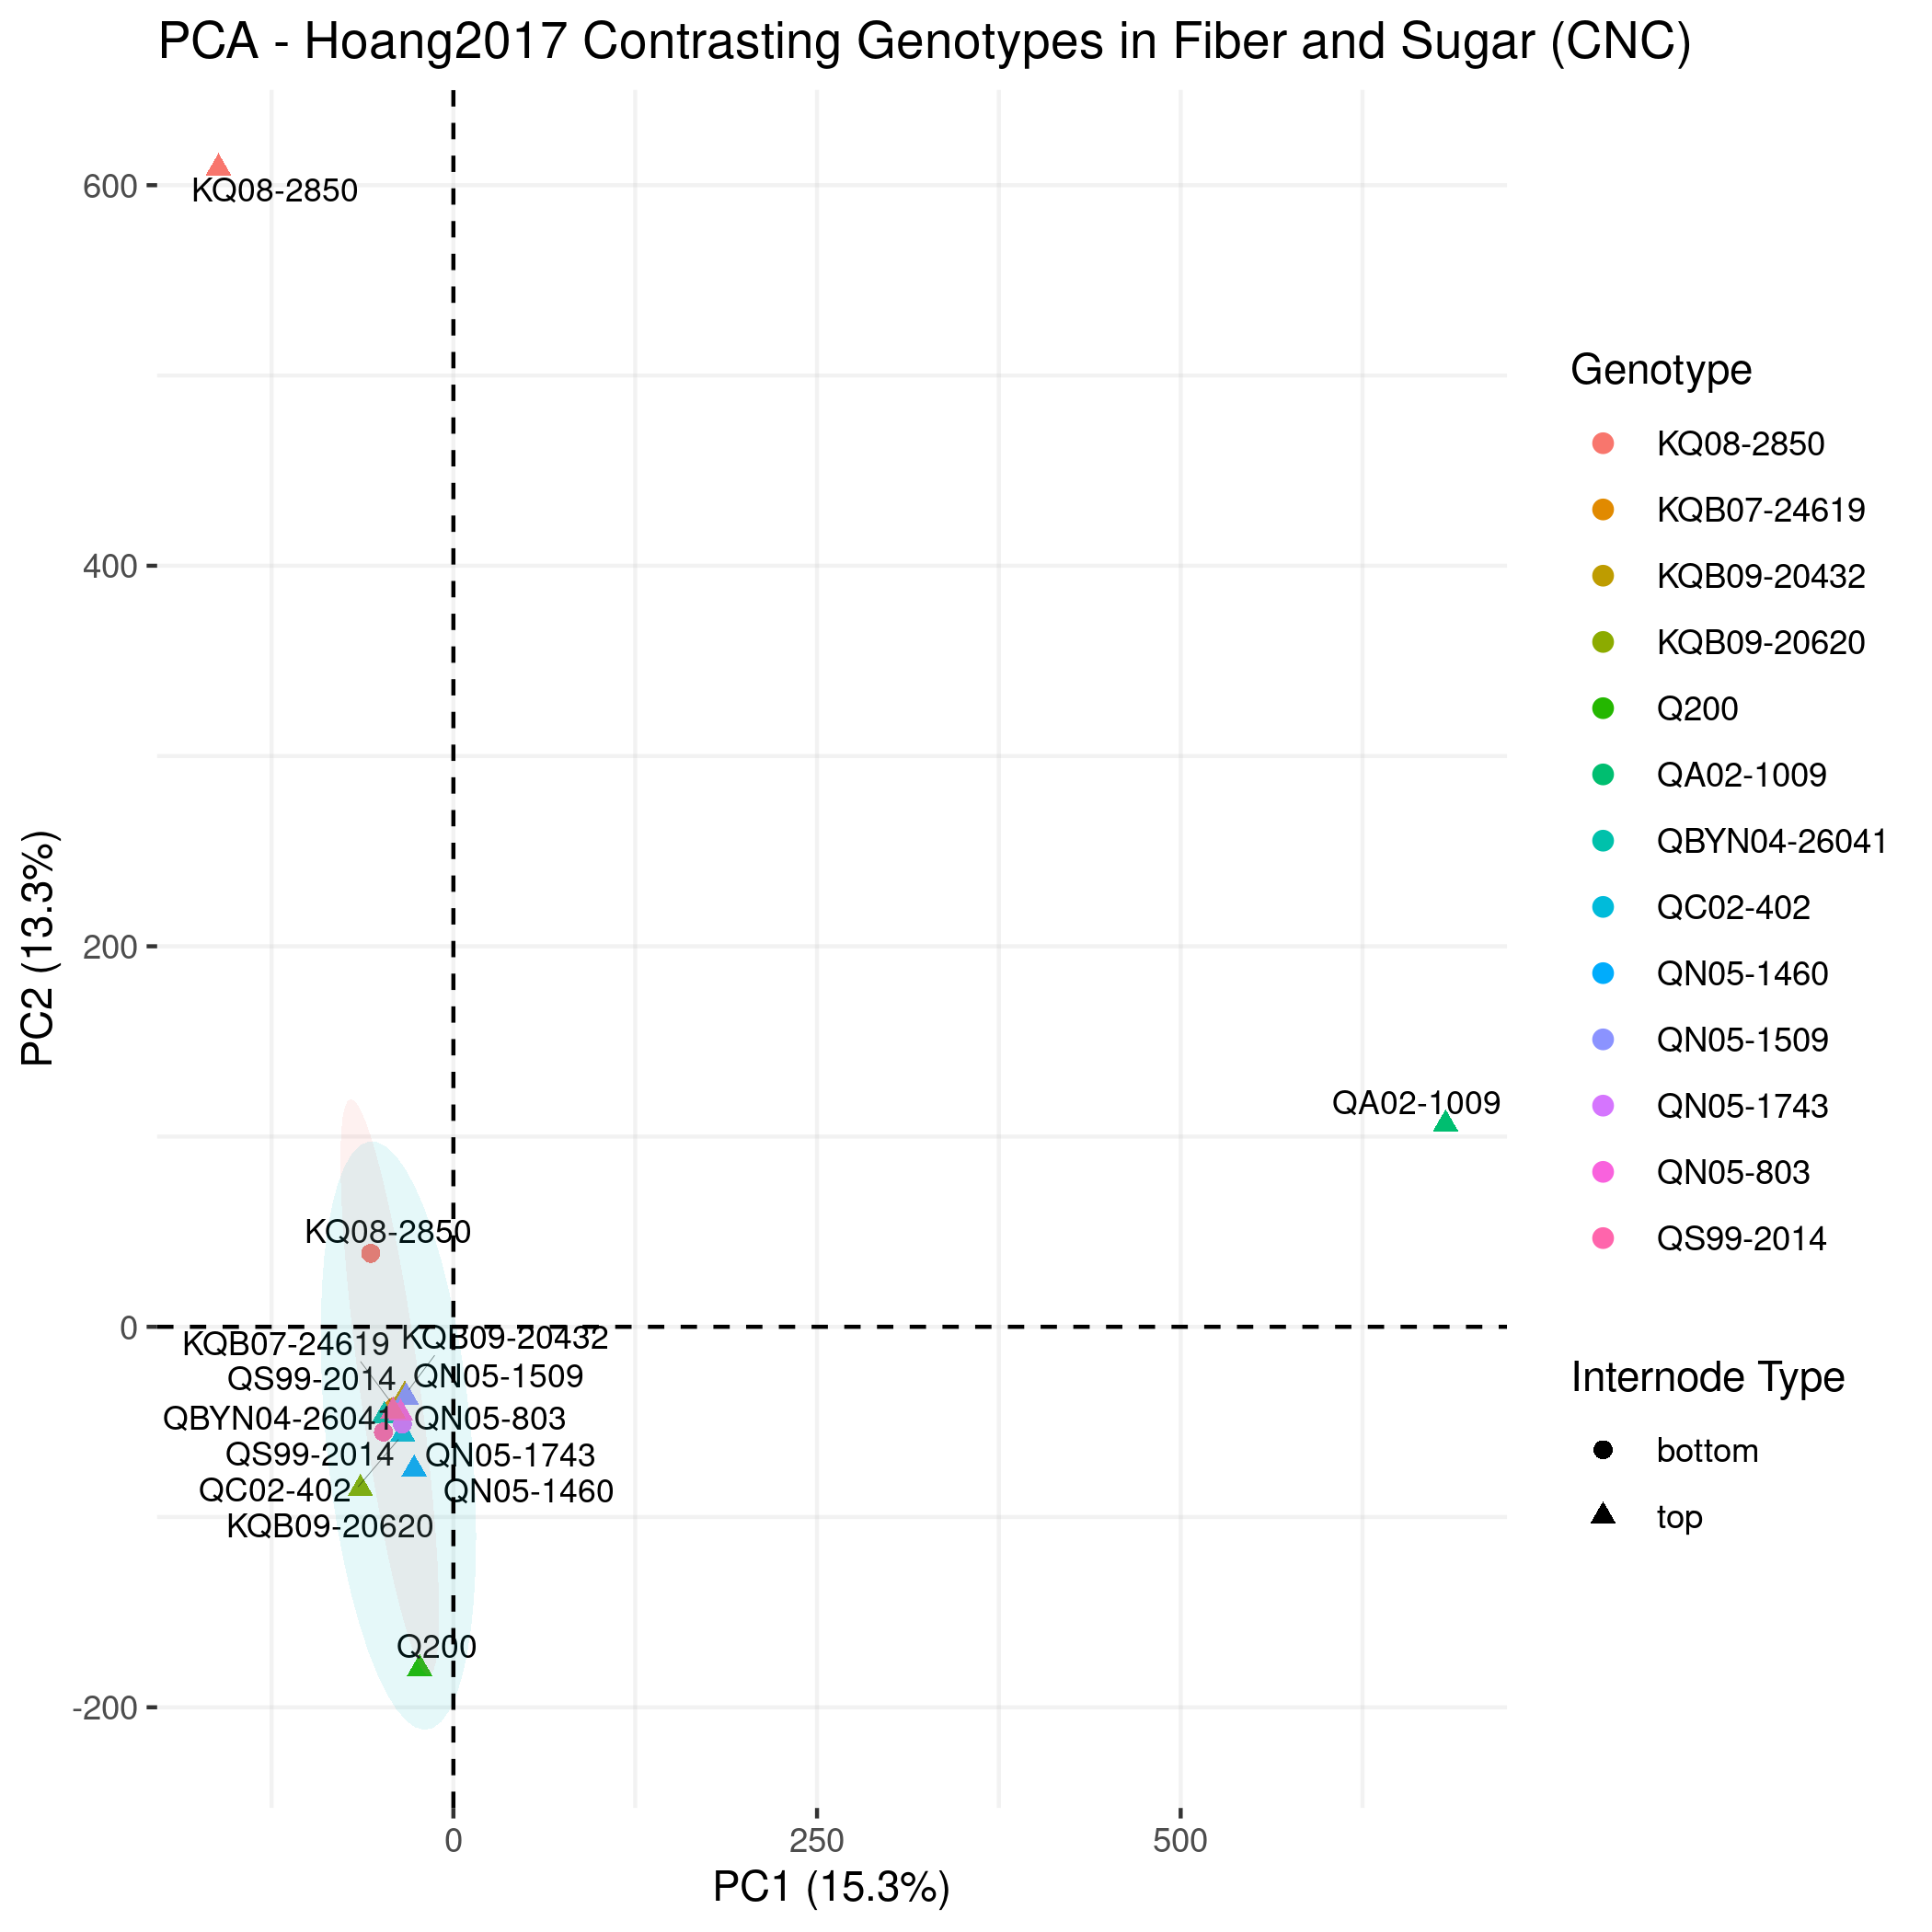 PCA - Hoang2017 Contrasting Genotypes in Fiber and Sugar (CNC)
KQ08-2850
600
400
200
0
-200
PC2 (13.3%)
QA02-1009
KQ08-2850
KQB07-24619
KQB09-20432
QS99-2014
QN05-1509
QBYN04-26041
QN05-803
QS99-2014
QN05-1743
QC02-402
QN05-1460
KQB09-20620
Q200
0
250
500
PC1 (15.3%)
Genotype
KQ08-2850
KQB07-24619
KQB09-20432
KQB09-20620
Q200
QA02-1009
QBYN04-26041
QC02-402
QN05-1460
QN05-1509
QN05-1743
QN05-803
QS99-2014
Internode Type
bottom
top